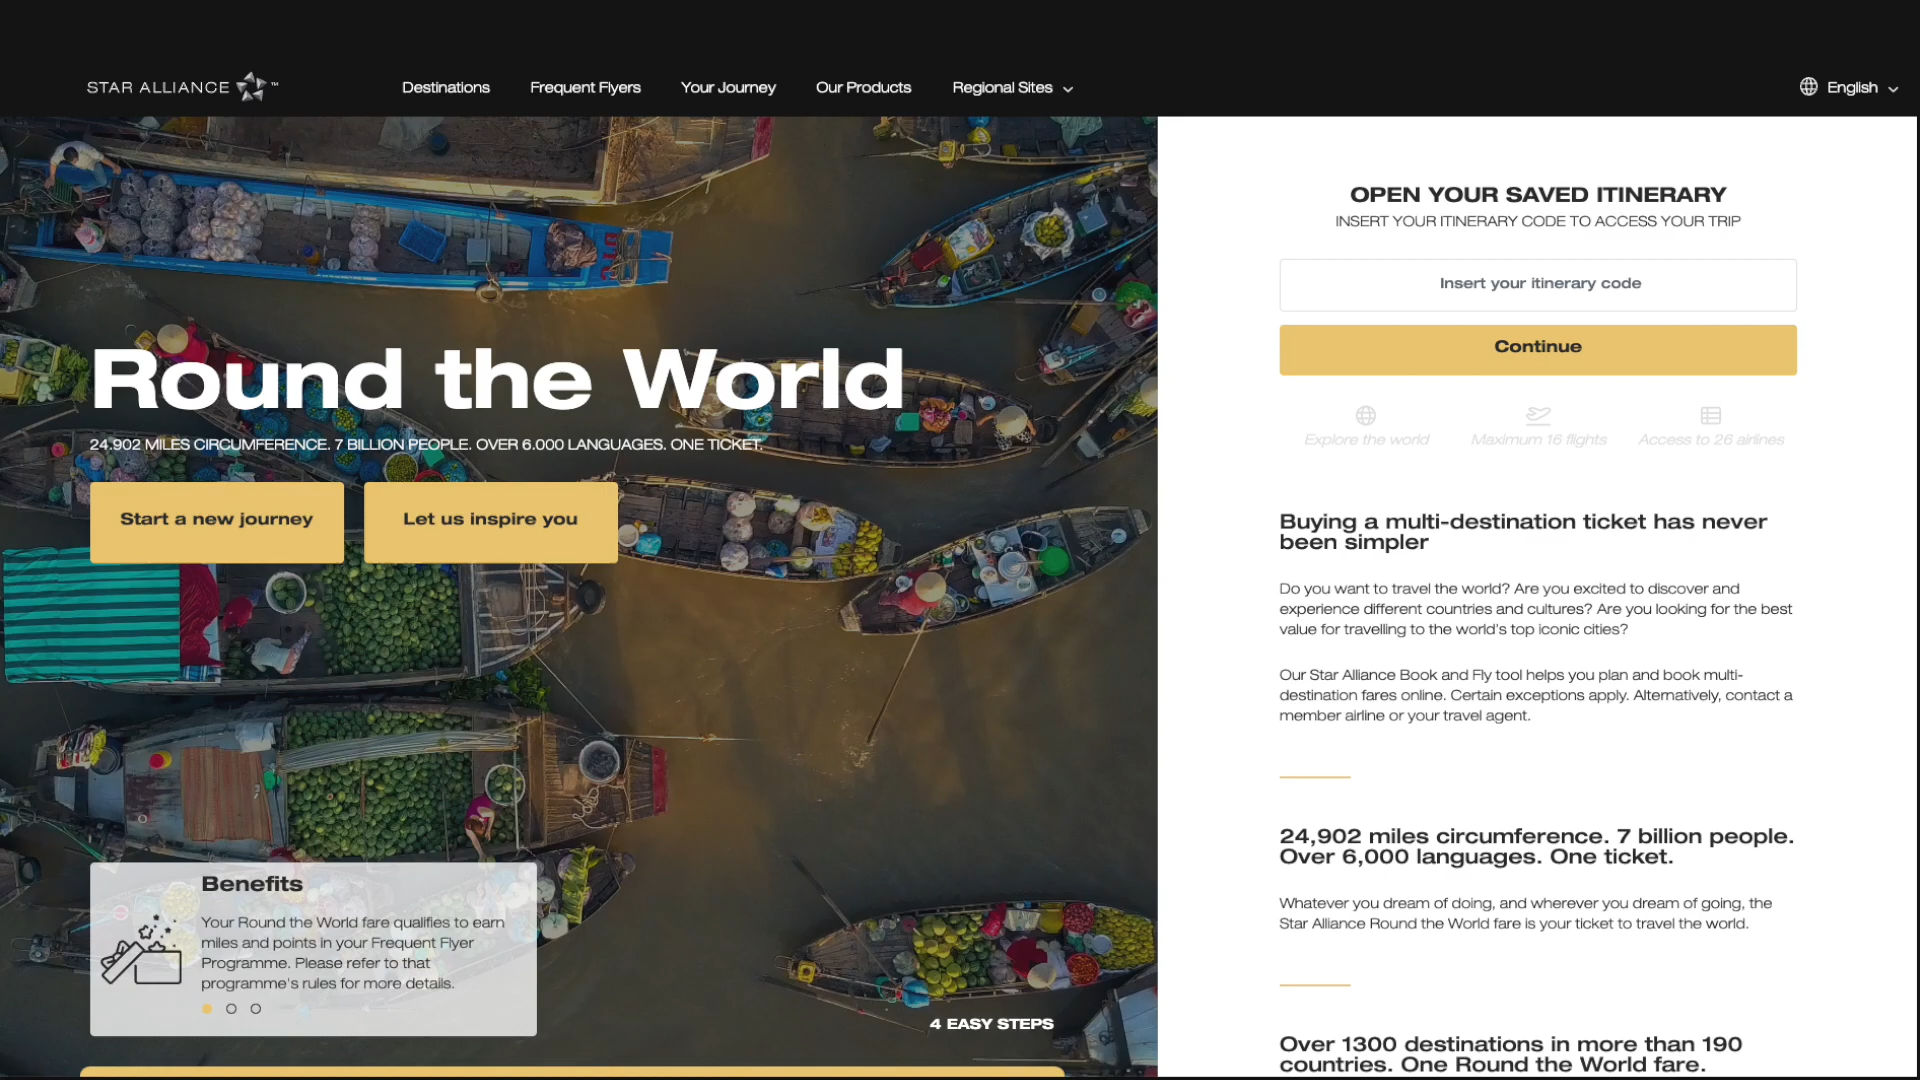 STAR ALLIANCE ™
Destinations
Frequent Flyers
Your Journey
Our Products
Regional Sites
English
Round the World
24.902 MILES CIRCUMFERENCE. 7 BILLION PEOPLE. OVER 6.000 LANGUAGES. ONE TICKET.
Start a new journey
Let us inspire you
Benefits
Your Round the World fare qualifies to earn
miles and points in your Frequent Flyer
Programme. Please refer to that
programme's rules for more details.
4 EASY STEPS
OPEN YOUR SAVED ITINERARY
INSERT YOUR ITINERARY CODE TO ACCESS YOUR TRIP
Insert your itinerary code
Continue
Explore the world
Maximum 16 flights
Access to 26 airlines
Buying a multi-destination ticket has never
been simpler
Do you want to travel the world? Are you excited to discover and
experience different countries and cultures? Are you looking for the best
value for travelling to the world's top iconic cities?
Our Star Alliance Book and Fly tool helps you plan and book multi-
destination fares online. Certain exceptions apply. Alternatively, contact a
member airline or your travel agent.
24,902 miles circumference. 7 billion people.
Over 6,000 languages. One ticket.
Whatever you dream of doing, and wherever you dream of going, the
Star Alliance Round the World fare is your ticket to travel the world.
Over 1300 destinations in more than 190
countries. One Round the World fare.